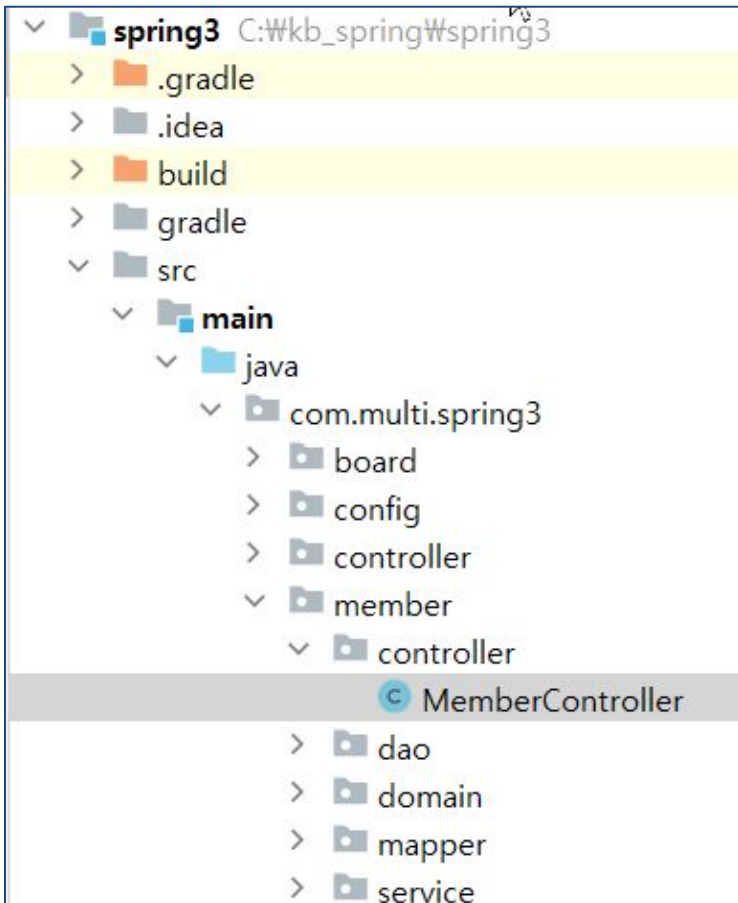 spring3 C:₩kb_spring₩spring3
.gradle
.idea
build
gradle
src
main
java
com.multi.spring3
board
config
controller
member
controller
C MemberController
dao
domain
mapper
service